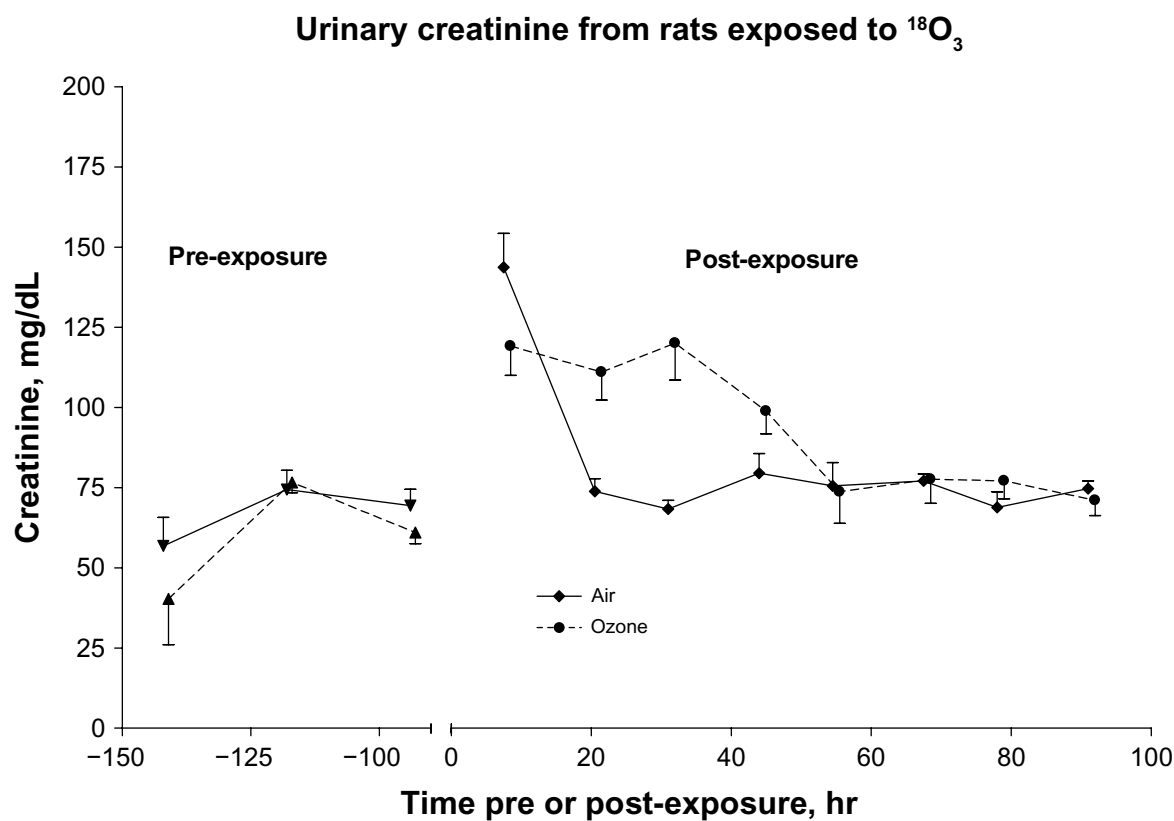 Urinary creatinine from rats exposed to ¹⁸O₃
200
175
150
125
100
75
50
25
0
Creatinine, mg/dL
Pre-exposure
Post-exposure
Air
Ozone
−150 −125 −100 0 20 40 60 80 100
Time pre or post-exposure, hr